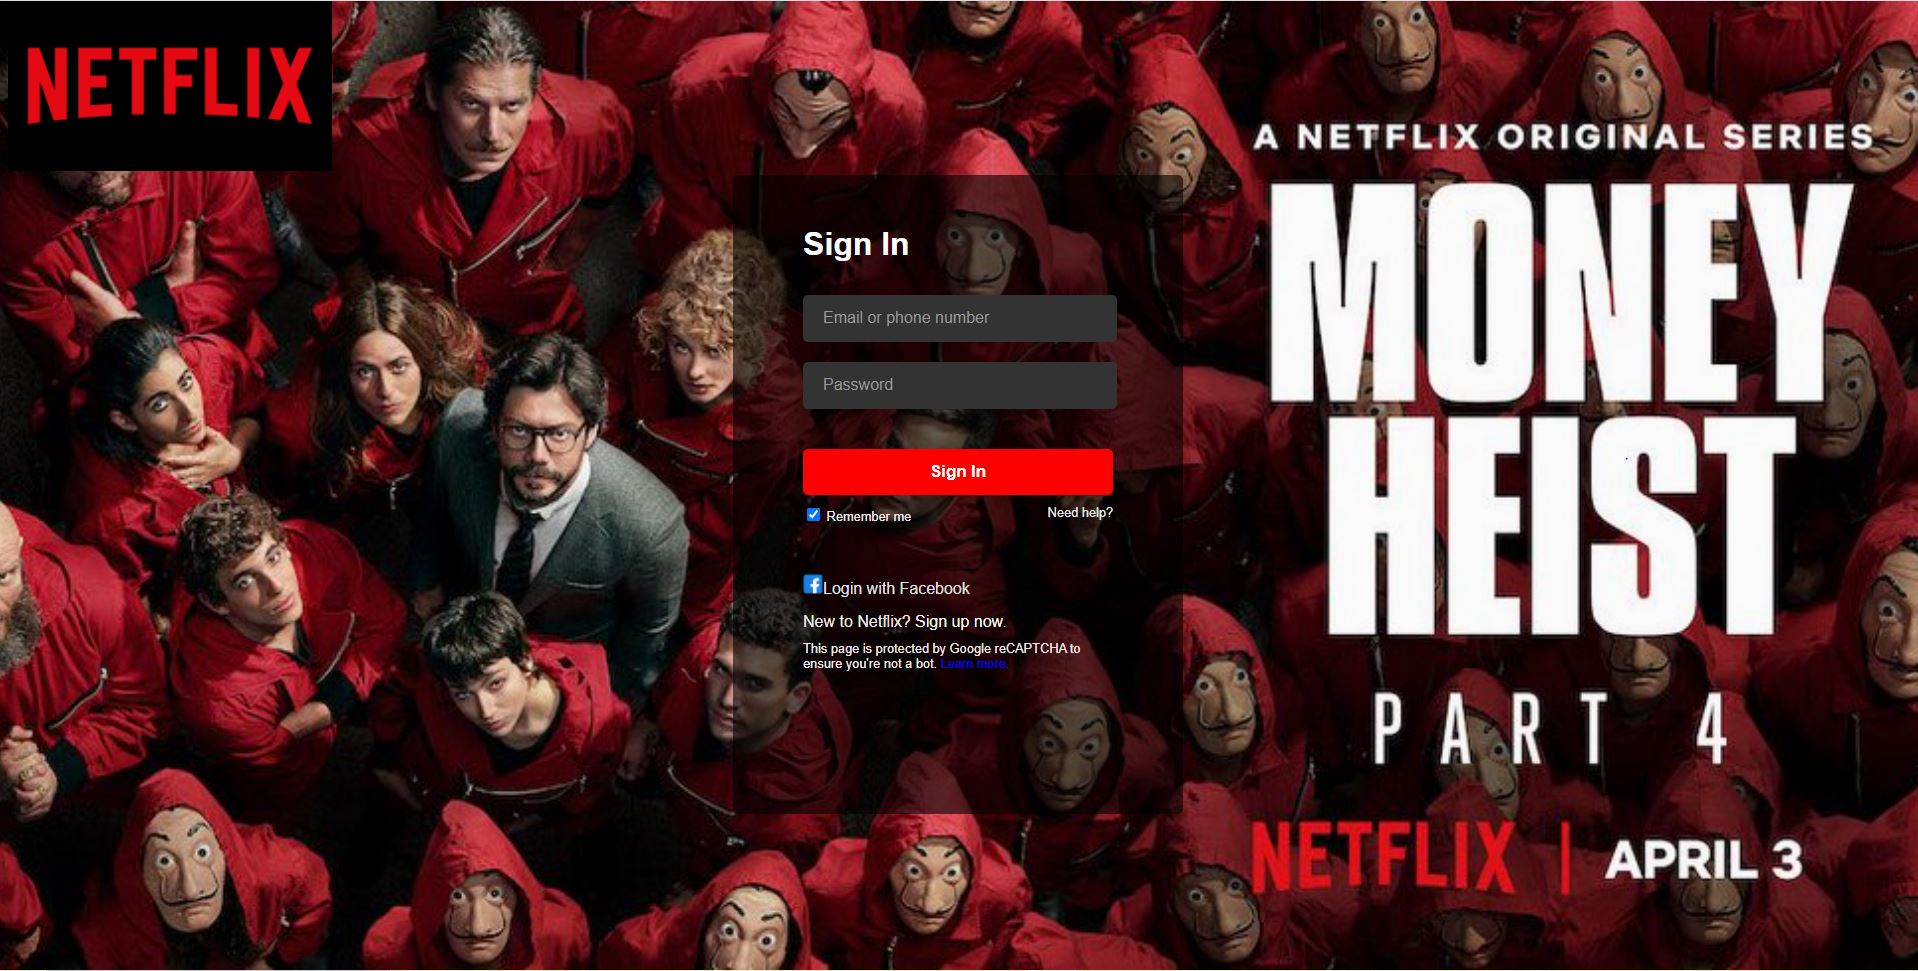 NETFLIX
A NETFLIX ORIGINAL SERIES
MONEY
HEIST
PART 4
NETFLIX | APRIL 3
Sign In
Email or phone number
Password
Sign In
Remember me
Need help?
Login with Facebook
New to Netflix? Sign up now.
This page is protected by Google reCAPTCHA to
ensure you're not a bot. Learn more.